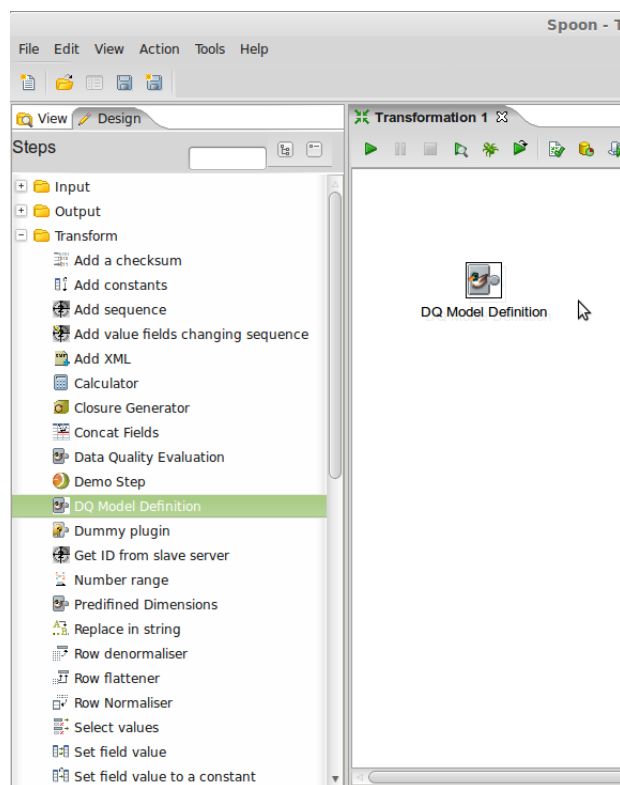 Spoon - T
File Edit View Action Tools Help
View Design
Transformation 1
Steps
Input
Output
Transform
Add a checksum
Add constants
Add sequence
Add value fields changing sequence
Add XML
Calculator
Closure Generator
Concat Fields
Data Quality Evaluation
Demo Step
DQ Model Definition
Dummy plugin
Get ID from slave server
Number range
Predifined Dimensions
Replace in string
Row denormaliser
Row flattener
Row Normaliser
Select values
Set field value
Set field value to a constant
DQ Model Definition